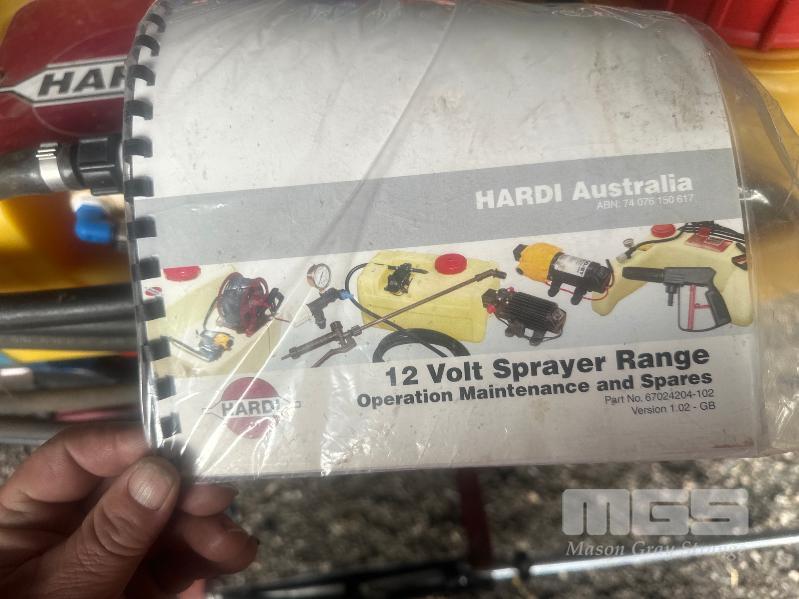 HARDI Australia
ABN: 74 076 150 617
12 Volt Sprayer Range
Operation Maintenance and Spares
Part No. 67024204-102
Version 1.02 - GB
HARDI
HAR
MGS
Mason Gray Strange